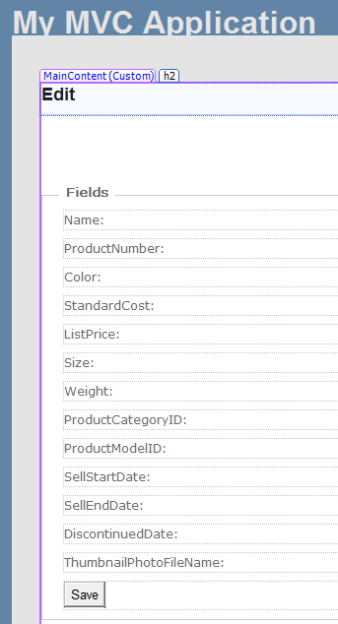 My MVC Application
MainContent (Custom) h2
Edit
Fields
Name:
ProductNumber:
Color:
StandardCost:
ListPrice:
Size:
Weight:
ProductCategoryID:
ProductModelID:
SellStartDate:
SellEndDate:
DiscontinuedDate:
ThumbnailPhotoFileName:
Save